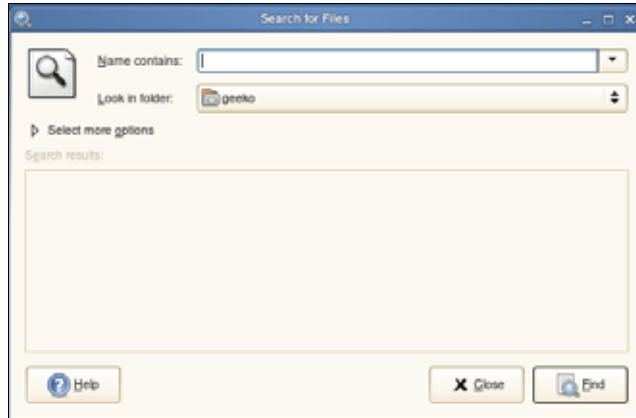 Search for Files
Name contains:
Look in folder: geeko
Select more options
Search results:
Help
Close
Find